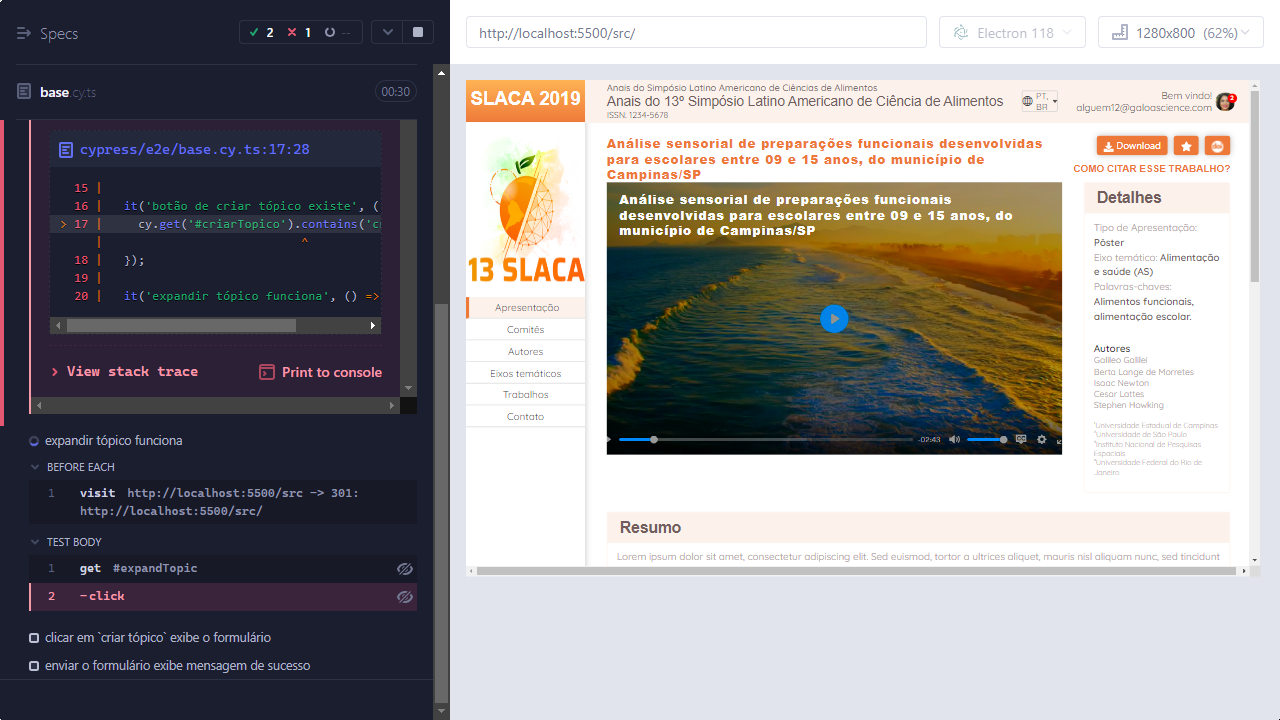 Specs
2
1
--
base.cy.ts
00:30
cypress/e2e/base.cy.ts:17:28
15 |
16 |   it('botão de criar tópico existe', (
> 17 |     cy.get('#criarTopico').contains('c
|                            ^
18 |   });
19 |
20 |   it('expandir tópico funciona', () =>
> View stack trace
Print to console
expandir tópico funciona
BEFORE EACH
1 visit http://localhost:5500/src -> 301:
http://localhost:5500/src/
TEST BODY
1 get #expandTopic
2 -click
clicar em `criar tópico` exibe o formulário
enviar o formulário exibe mensagem de sucesso
http://localhost:5500/src/
Electron 118
1280x800 (62%)
SLACA 2019
13 SLACA
Apresentação
Comitês
Autores
Eixos temáticos
Trabalhos
Contato
Anais do Simpósio Latino Americano de Ciências de Alimentos
Anais do 13º Simpósio Latino Americano de Ciência de Alimentos
ISSN: 1234-5678
PT,
BR
Bem vindo!
alguem12@galoascience.com
2
Análise sensorial de preparações funcionais desenvolvidas
para escolares entre 09 e 15 anos, do município de
Campinas/SP
Download
COMO CITAR ESSE TRABALHO?
Análise sensorial de preparações funcionais
desenvolvidas para escolares entre 09 e 15 anos, do
município de Campinas/SP
-02:43
Detalhes
Tipo de Apresentação:
Pôster
Eixo temático: Alimentação
e saúde (AS)
Palavras-chaves:
Alimentos funcionais,
alimentação escolar.
Autores
Galileo Galilei
Berta Lange de Morretes
Isaac Newton
Cesar Lattes
Stephen Howking
Universidade Estadual de Campinas
Universidade de São Paulo
Instituto Nacional de Pesquisas
Espaciais
Universidade Federal do Rio de
Janeiro
Resumo
Lorem ipsum dolor sit amet, consectetur adipiscing elit. Sed euismod, tortor a ultrices aliquet, mauris nisl aliquam nunc, sed tincidunt